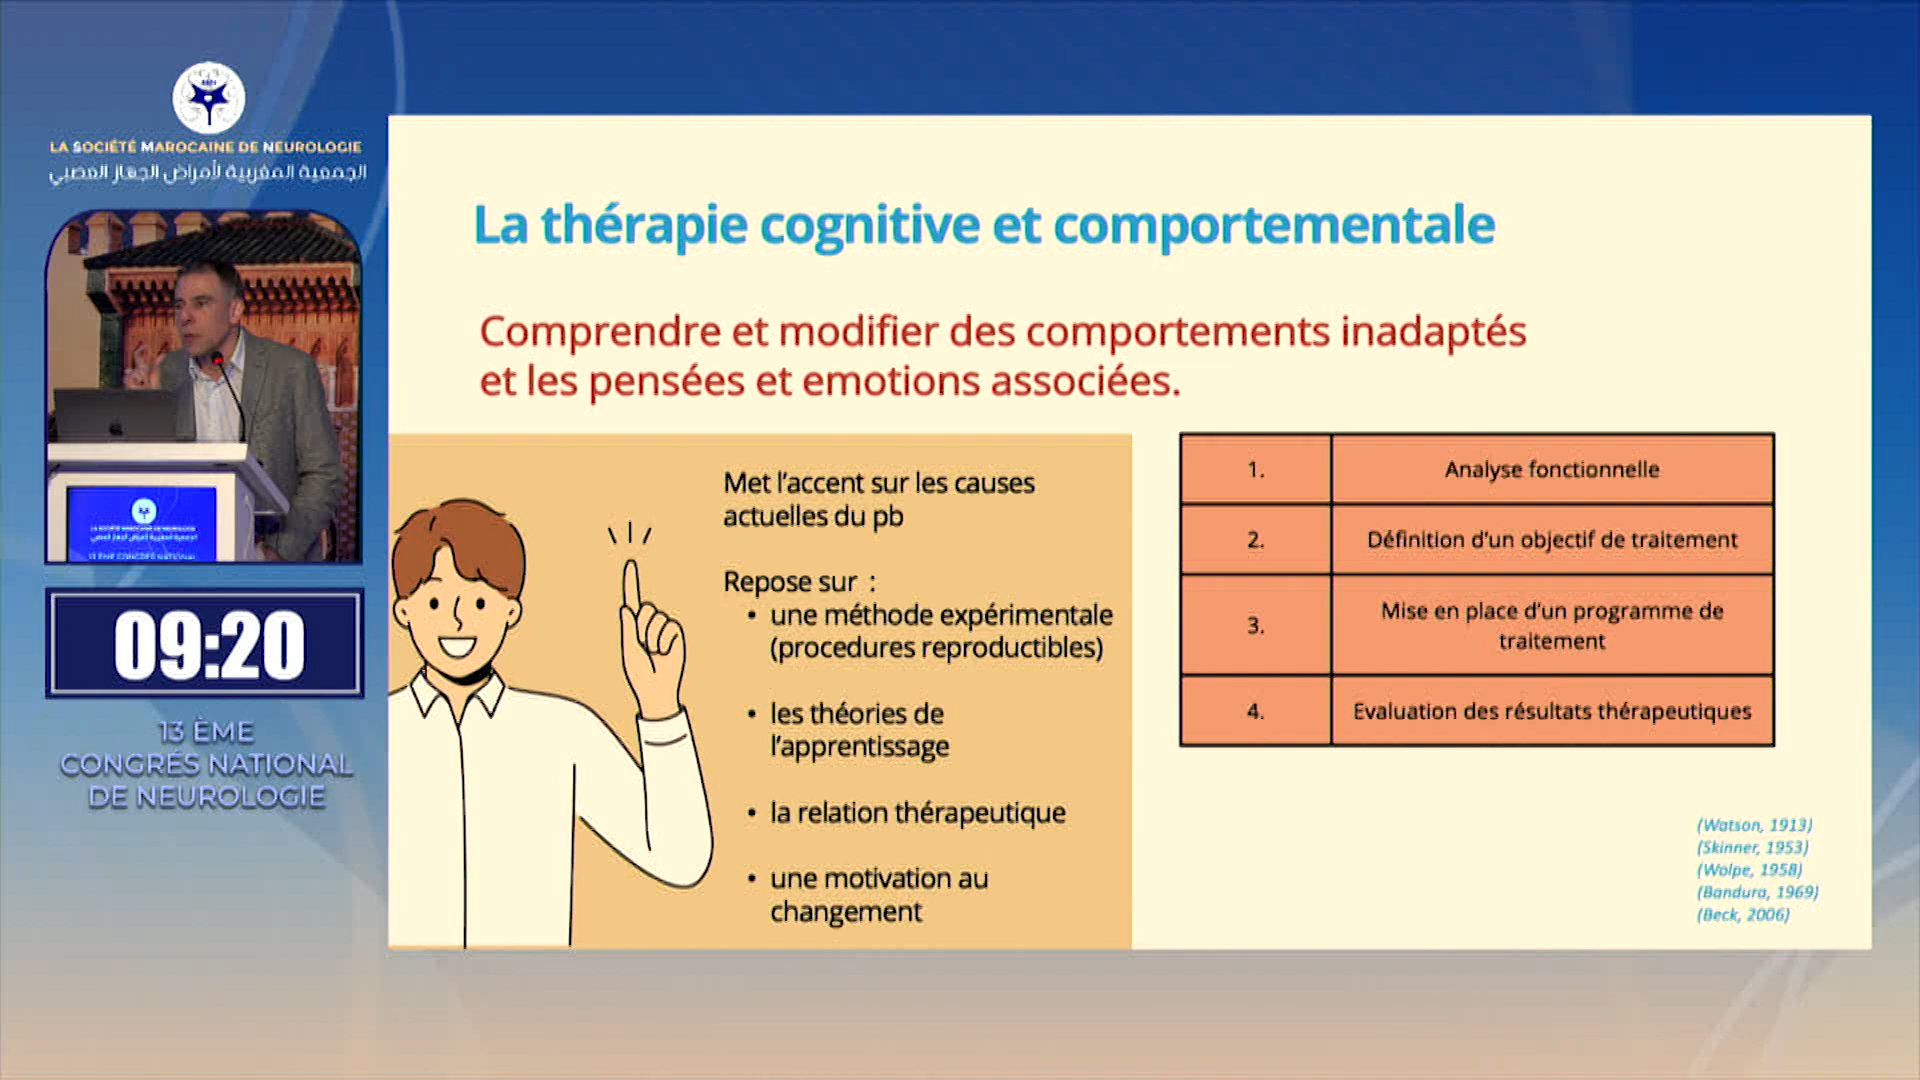 LA SOCIÉTÉ MAROCAINE DE NEUROLOGIE
الجمعية المغربية لأمراض الجهاز العصبي
09:20
13 ÈME
CONGRÉS NATIONAL
DE NEUROLOGIE
La thérapie cognitive et comportementale
Comprendre et modifier des comportements inadaptés
et les pensées et emotions associées.
Met l’accent sur les causes
actuelles du pb
Repose sur :
• une méthode expérimentale
(procedures reproductibles)
• les théories de
l’apprentissage
• la relation thérapeutique
• une motivation au
changement
1. Analyse fonctionnelle
2. Définition d’un objectif de traitement
3. Mise en place d’un programme de
traitement
4. Evaluation des résultats thérapeutiques
(Watson, 1913)
(Skinner, 1953)
(Wolpe, 1958)
(Bandura, 1969)
(Beck, 2006)